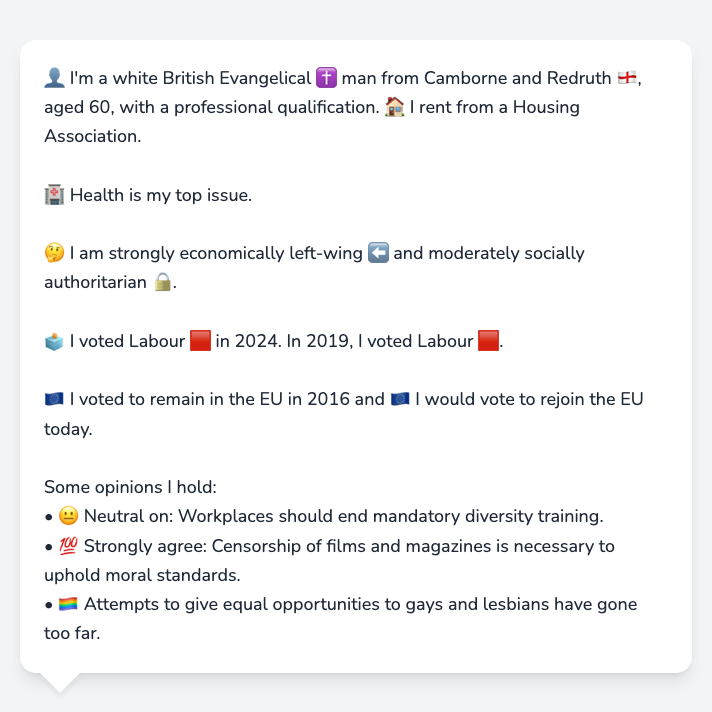 👤 I'm a white British Evangelical ✝️ man from Camborne and Redruth 🏴󠁧󠁢󠁥󠁮󠁧󠁿,
aged 60, with a professional qualification. 🏠 I rent from a Housing
Association.
🏥 Health is my top issue.
🤔 I am strongly economically left-wing ⬅️ and moderately socially
authoritarian 🔒.
🗳️ I voted Labour 🟥 in 2024. In 2019, I voted Labour 🟥.
🇪🇺 I voted to remain in the EU in 2016 and 🇪🇺 I would vote to rejoin the EU
today.
Some opinions I hold:
• 😐 Neutral on: Workplaces should end mandatory diversity training.
• 💯 Strongly agree: Censorship of films and magazines is necessary to
uphold moral standards.
• 🏳️‍🌈 Attempts to give equal opportunities to gays and lesbians have gone
too far.